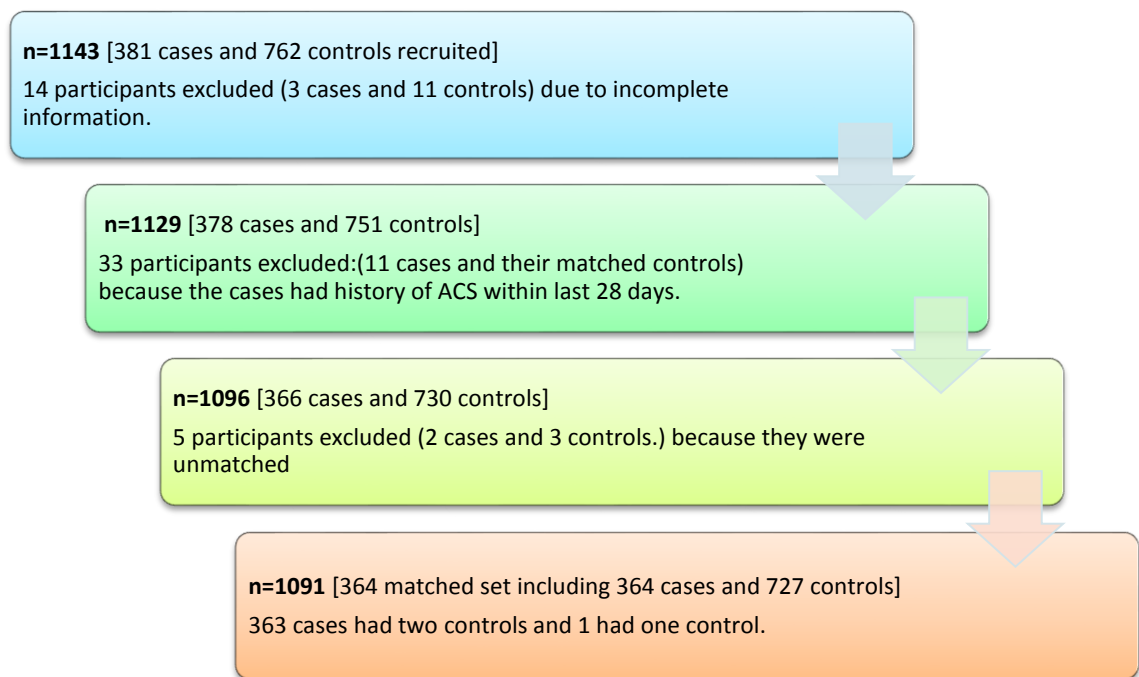 n=1143 [381 cases and 762 controls recruited]
14 participants excluded (3 cases and 11 controls) due to incomplete
information.
n=1129 [378 cases and 751 controls]
33 participants excluded:(11 cases and their matched controls)
because the cases had history of ACS within last 28 days.
n=1096 [366 cases and 730 controls]
5 participants excluded (2 cases and 3 controls.) because they were
unmatched
n=1091 [364 matched set including 364 cases and 727 controls]
363 cases had two controls and 1 had one control.